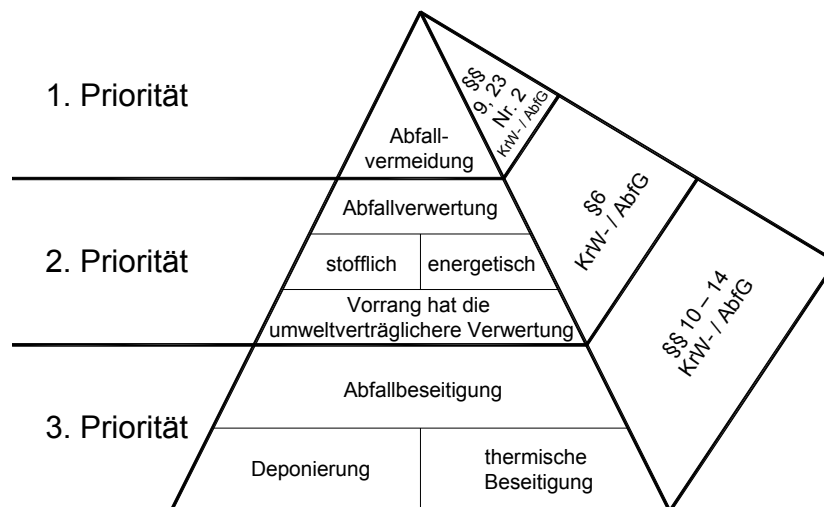 1. Priorität
Abfall-
vermeidung
§§
9, 23
Nr. 2
KrW- / AbfG
2. Priorität
Abfallverwertung
stofflich
energetisch
Vorrang hat die
umweltverträglichere Verwertung
§6
KrW- / AbfG
3. Priorität
Abfallbeseitigung
Deponierung
thermische
Beseitigung
§§ 10 – 14
KrW- / AbfG